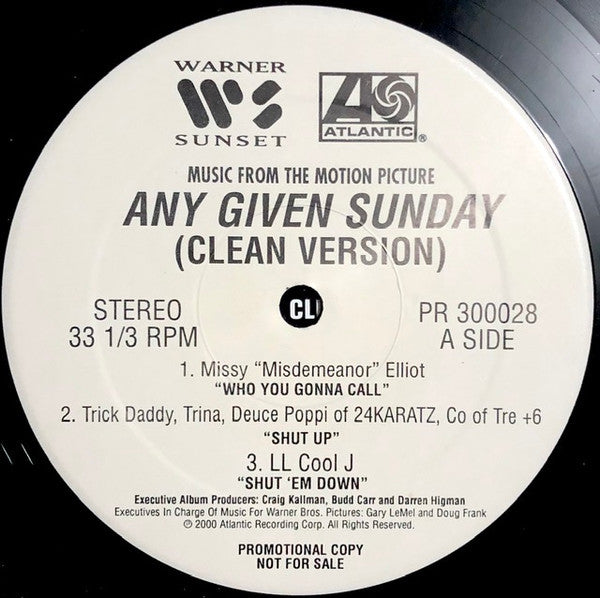 WARNER
WS
SUNSET
A
ATLANTIC®
MUSIC FROM THE MOTION PICTURE
ANY GIVEN SUNDAY
(CLEAN VERSION)
CL
STEREO
33 1/3 RPM
PR 300028
A SIDE
1. Missy "Misdemeanor" Elliot
"WHO YOU GONNA CALL"
2. Trick Daddy, Trina, Deuce Poppi of 24KARATZ, Co of Tre +6
"SHUT UP"
3. LL Cool J
"SHUT 'EM DOWN"
Executive Album Producers: Craig Kallman, Budd Carr and Darren Higman
Executives In Charge Of Music For Warner Bros. Pictures: Gary LeMel and Doug Frank
℗ 2000 Atlantic Recording Corp. All Rights Reserved.
PROMOTIONAL COPY
NOT FOR SALE